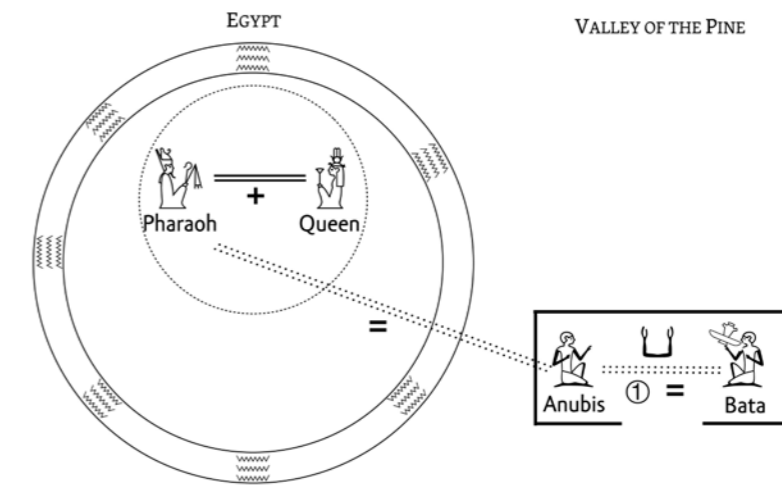 EGYPT
VALLEY OF THE PINE
+
Pharaoh
Queen
=
Anubis
① =
Bata